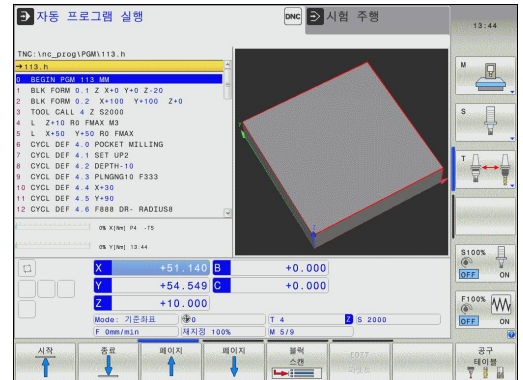 자동 프로그램 실행
DNC
시험 주행
13:44
TNC:\nc_prog\PGM\113.h
→113.h
0 BEGIN PGM 113 MM
1 BLK FORM 0.1 Z X+0 Y+0 Z-20
2 BLK FORM 0.2 X+100 Y+100 Z+0
3 TOOL CALL 4 Z S2000
4 L Z+10 R0 FMAX M3
5 L X+50 Y+50 R0 FMAX
6 CYCL DEF 4.0 POCKET MILLING
7 CYCL DEF 4.1 SET UP2
8 CYCL DEF 4.2 DEPTH-10
9 CYCL DEF 4.3 PLNGNG10 F333
10 CYCL DEF 4.4 X+30
11 CYCL DEF 4.5 Y+90
12 CYCL DEF 4.6 F888 DR- RADIUS8
0% X[Nm] P4 -T5
0% Y[Nm] 13:44
X +51.140 B +0.000
Y +54.549 C +0.000
Z +10.000
Mode: 기준좌표 0 T 4 Z S 2000
F 0mm/min 재지정 100% M 5/9
M
S
T
S100%
OFF ON
F100%
OFF ON
시작 종료 페이지 페이지 블럭 스캔 EDIT 공구 테이블